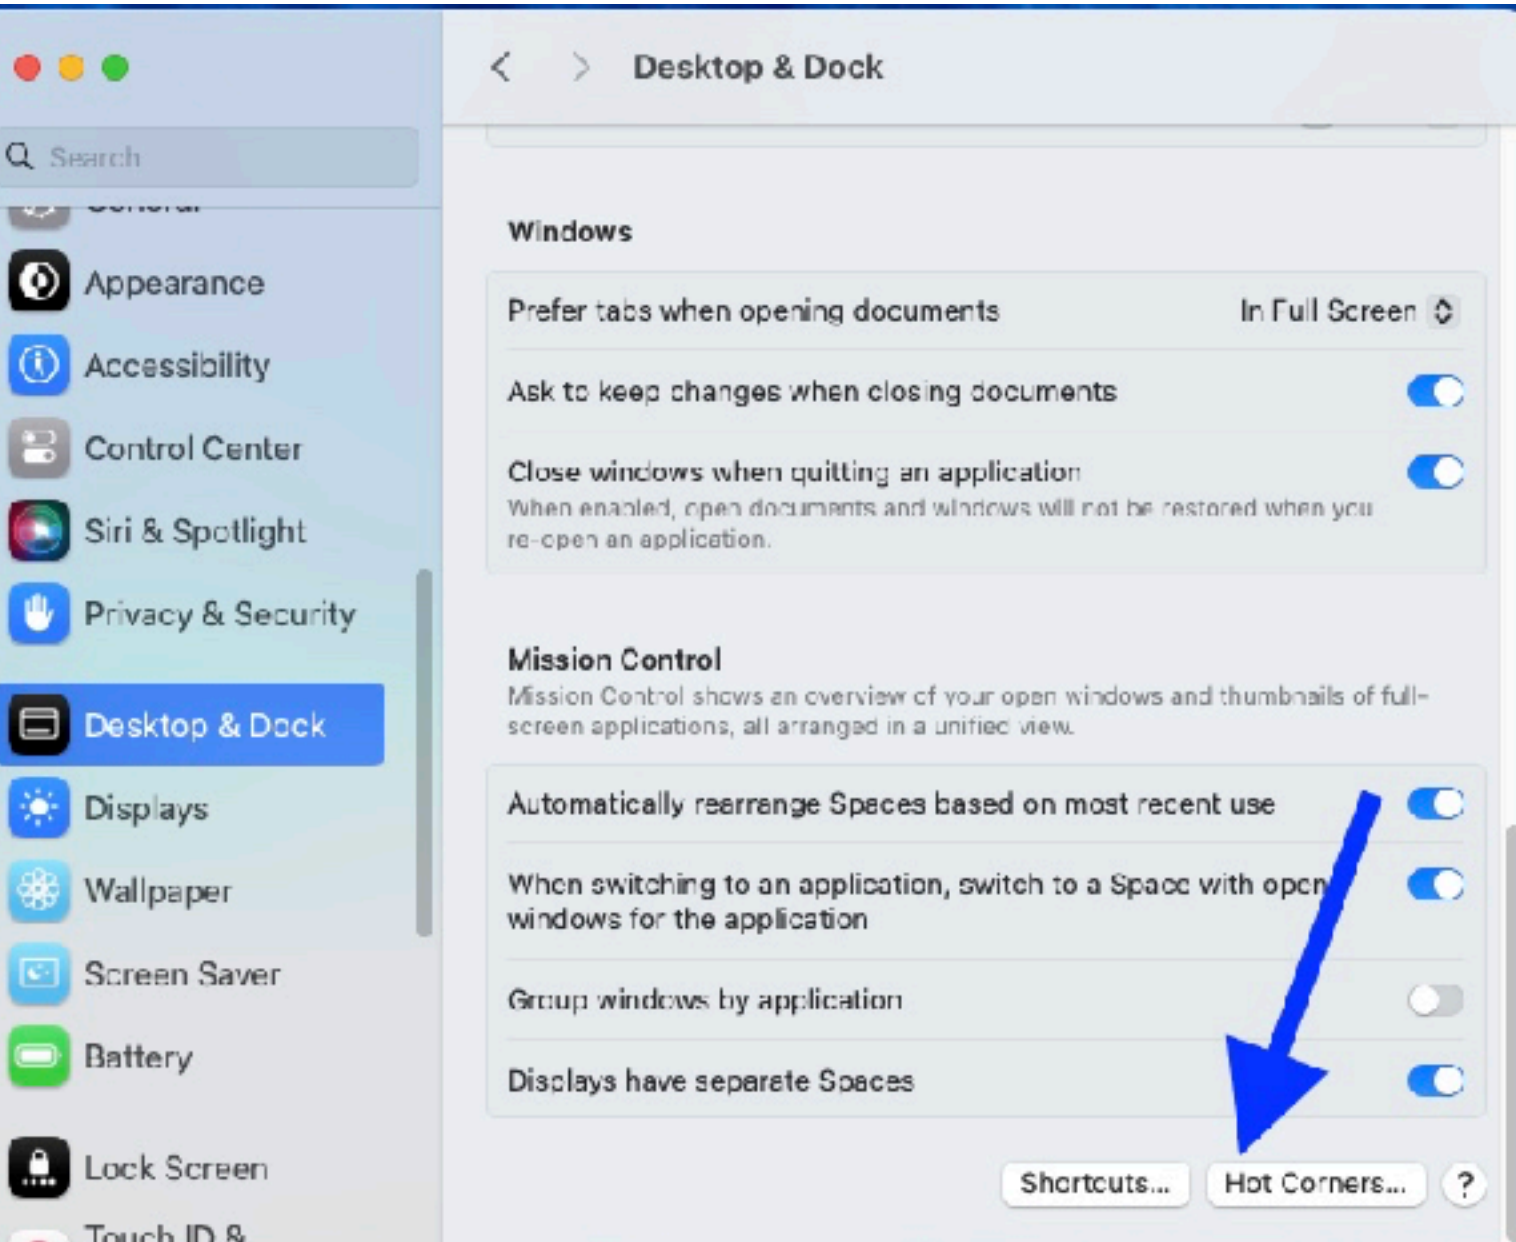 Desktop & Dock
Search
General
Appearance
Accessibility
Control Center
Siri & Spotlight
Privacy & Security
Desktop & Dock
Displays
Wallpaper
Screen Saver
Battery
Lock Screen
Touch ID &
Windows
Prefer tabs when opening documents In Full Screen
Ask to keep changes when closing documents
Close windows when quitting an application
When enabled, open documents and windows will not be restored when you
re-open an application.
Mission Control
Mission Control shows an overview of your open windows and thumbnails of full-
screen applications, all arranged in a unified view.
Automatically rearrange Spaces based on most recent use
When switching to an application, switch to a Space with open
windows for the application
Group windows by application
Displays have separate Spaces
Shortcuts... Hot Corners... ?